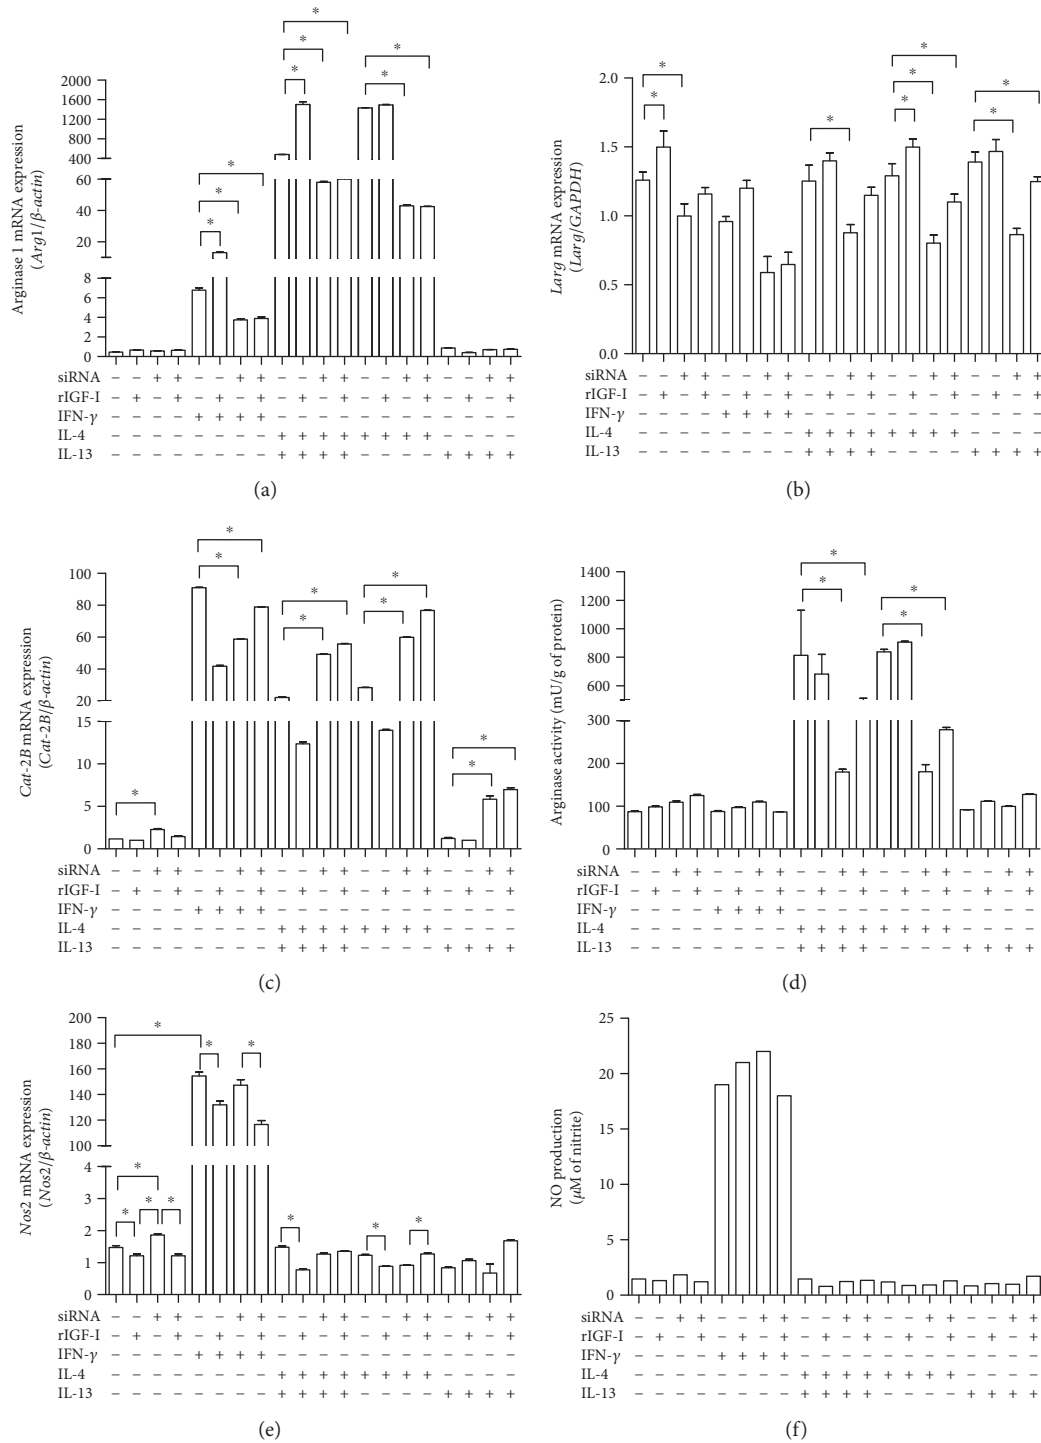 Arginase 1 mRNA expression
(Arg1/β-actin)
2000
1600
1200
800
400
60
40
20
8
6
4
2
0
* * * * * * * *
siRNA − − + + − − + + − − + + − − + + − − + +
rIGF-I − + − + − + − + − + − + − + − + − + − +
IFN-γ − − − − + + + + − − − − − − − − − − − −
IL-4 − − − − − − − − + + + + + + + + − − − −
IL-13 − − − − − − − − + + + + − − − − + + + +
(a)
Larg mRNA expression
(Larg/GAPDH)
2.0
1.5
1.0
0.5
0.0
* * * * * * * *
siRNA − − + + − − + + − − + + − − + + − − + +
rIGF-I − + − + − + − + − + − + − + − + − + − +
IFN-γ − − − − + + + + − − − − − − − − − − − −
IL-4 − − − − − − − − + + + + + + + + − − − −
IL-13 − − − − − − − − + + + + − − − − + + + +
(b)
Cat-2B mRNA expression
(Cat-2B/β-actin)
100
80
60
40
20
15
10
5
0
* * * * * * * * *
siRNA − − + + − − + + − − + + − − + + − − + +
rIGF-I − + − + − + − + − + − + − + − + − + − +
IFN-γ − − − − + + + + − − − − − − − − − − − −
IL-4 − − − − − − − − + + + + + + + + − − − −
IL-13 − − − − − − − − + + + + − − − − + + + +
(c)
Arginase activity (mU/g of protein)
1400
1200
1000
800
600
300
200
100
0
* * * *
siRNA − − + + − − + + − − + + − − + + − − + +
rIGF-I − + − + − + − + − + − + − + − + − + − +
IFN-γ − − − − + + + + − − − − − − − − − − − −
IL-4 − − − − − − − − + + + + + + + + − − − −
IL-13 − − − − − − − − + + + + − − − − + + + +
(d)
Nos2 mRNA expression
(Nos2/β-actin)
200
180
160
140
120
100
4
3
2
1
0
* * * * * * * * * *
siRNA − − + + − − + + − − + + − − + + − − + +
rIGF-I − + − + − + − + − + − + − + − + − + − +
IFN-γ − − − − + + + + − − − − − − − − − − − −
IL-4 − − − − − − − − + + + + + + + + − − − −
IL-13 − − − − − − − − + + + + − − − − + + + +
(e)
NO production
(μM of nitrite)
25
20
15
10
5
0
siRNA − − + + − − + + − − + + − − + + − − + +
rIGF-I − + − + − + − + − + − + − + − + − + − +
IFN-γ − − − − + + + + − − − − − − − − − − − −
IL-4 − − − − − − − − + + + + + + + + − − − −
IL-13 − − − − − − − − + + + + − − − − + + + +
(f)